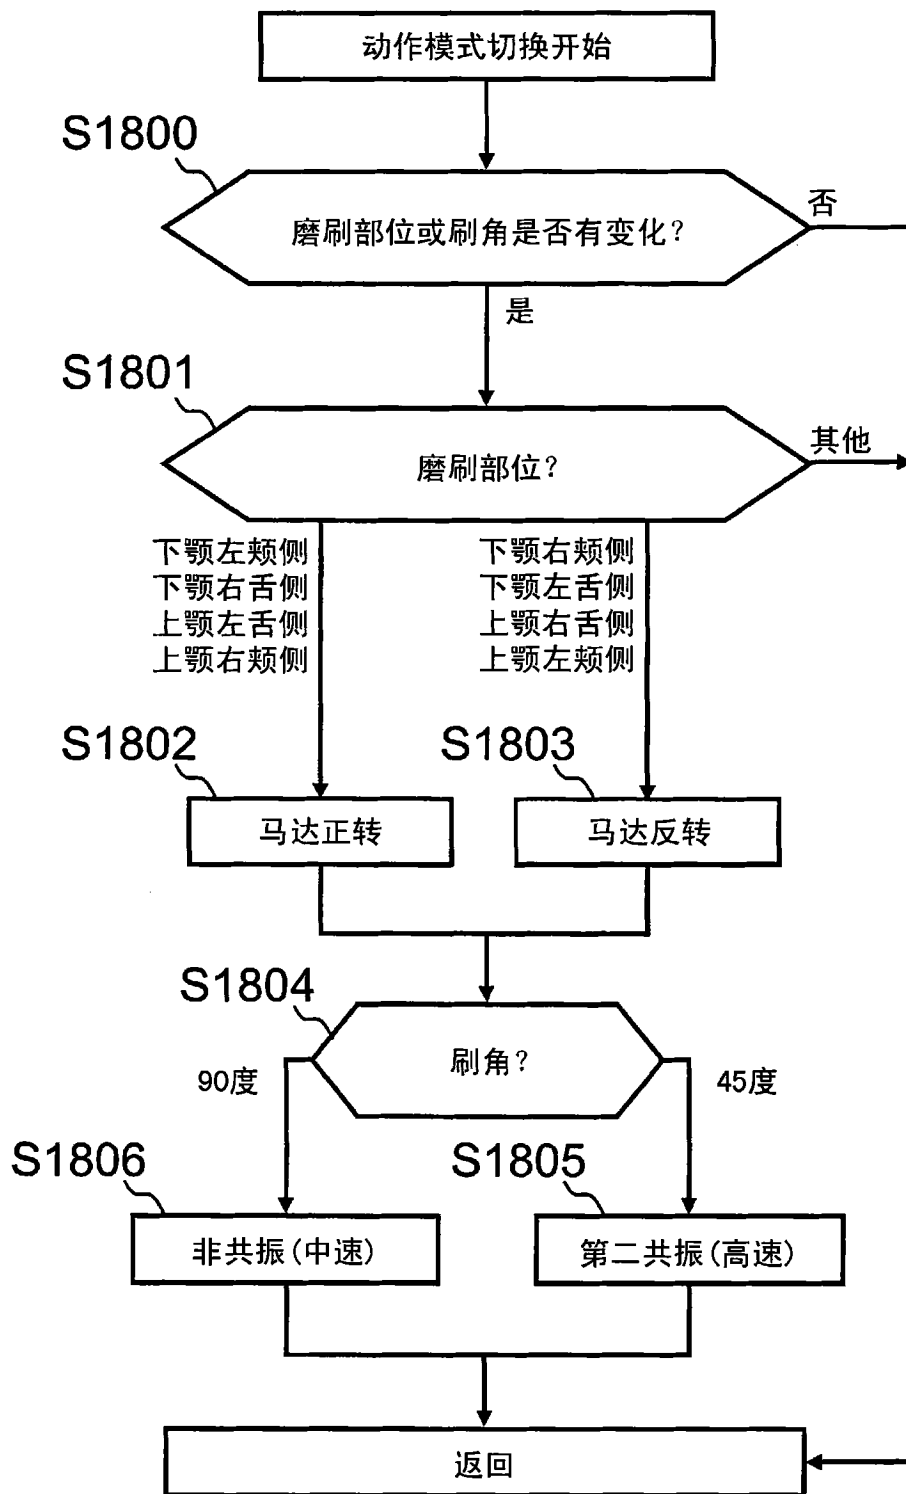 动作模式切换开始
S1800
否
磨刷部位或刷角是否有变化?
是
S1801
其他
磨刷部位?
下颚左颊侧
下颚右舌侧
上颚左舌侧
上颚右颊侧
下颚右颊侧
下颚左舌侧
上颚右舌侧
上颚左颊侧
S1802
S1803
马达正转
马达反转
S1804
刷角?
90度
45度
S1806
S1805
非共振(中速)
第二共振(高速)
返回